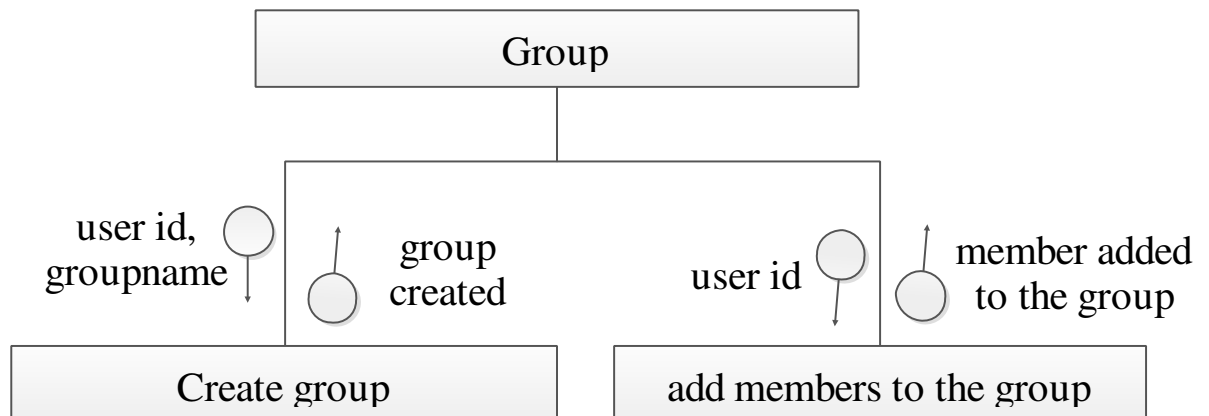 Group
user id,
groupname
group
created
user id
member added
to the group
Create group
add members to the group